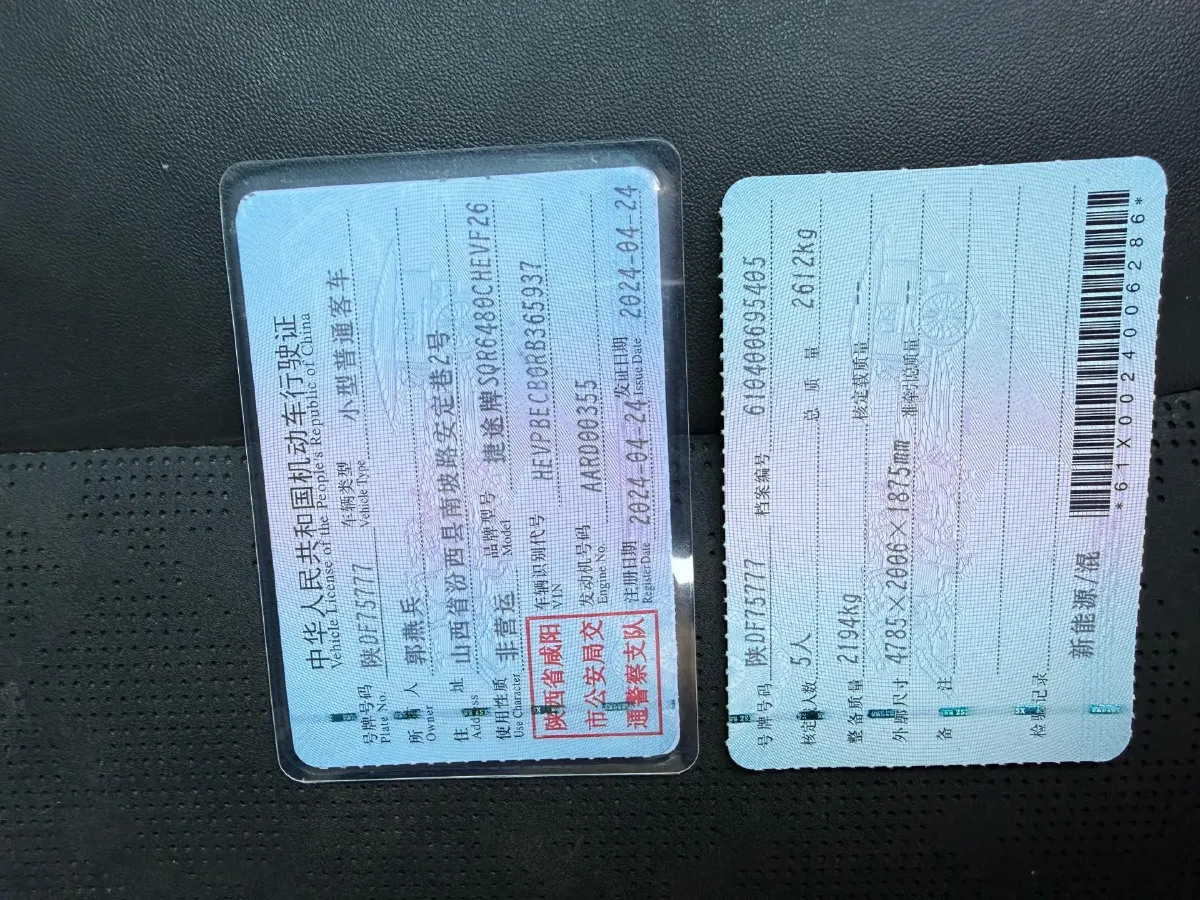 中华人民共和国机动车行驶证
Vehicle License of the People's Republic of China
号牌号码 陕DF75777 车辆类型 小型普通客车
Plate No. Vehicle Type
所有人 郭燕兵
Owner
住址 山西省汾西县南坡路安定巷2号
Address
使用性质 非营运 品牌型号 捷途牌SQR6480CHEVF26
Use Character Model
陕西省咸阳
市公安局交
通警察支队
车辆识别代号 HEVPBECB0RB365937
VIN
发动机号码 AARD00355
Engine No.
注册日期 2024-04-24 发证日期 2024-04-24
Register Date Issue Date
号牌号码 陕DF75777 档案编号 610400695405
核定载人数 5人 总质量 2612kg
整备质量 2194kg 核定载质量 --
外廓尺寸 4785×2006×1875mm 准牵引总质量 --
备注
检验记录
新能源/混
*61X0024006286*